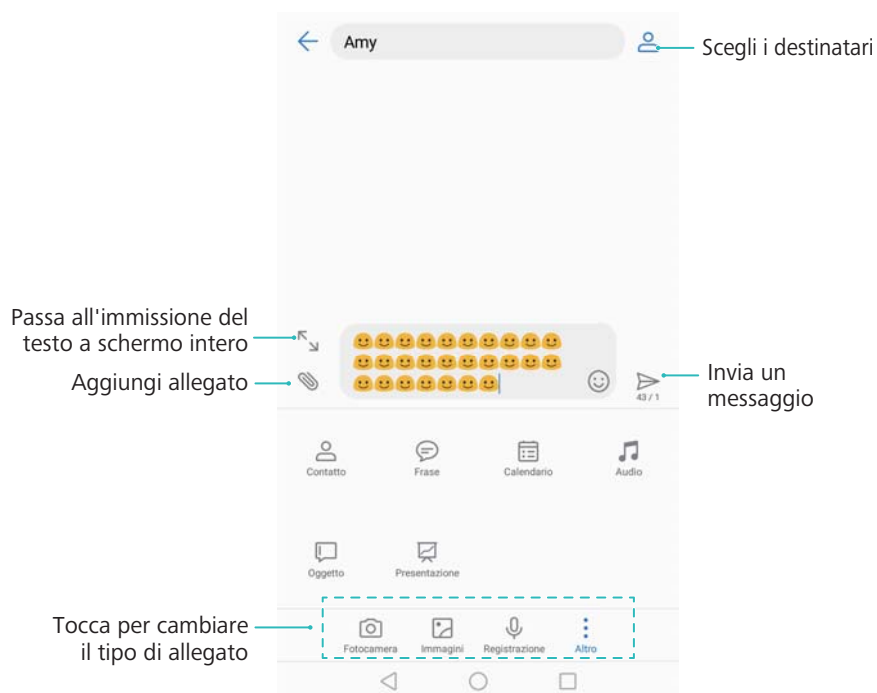 Amy
Scegli i destinatari
Passa all'immissione del
testo a schermo intero
Aggiungi allegato
Invia un
messaggio
43 / 1
Contatto
Frase
Calendario
Audio
Oggetto
Presentazione
Tocca per cambiare
il tipo di allegato
Fotocamera
Immagini
Registrazione
Altro